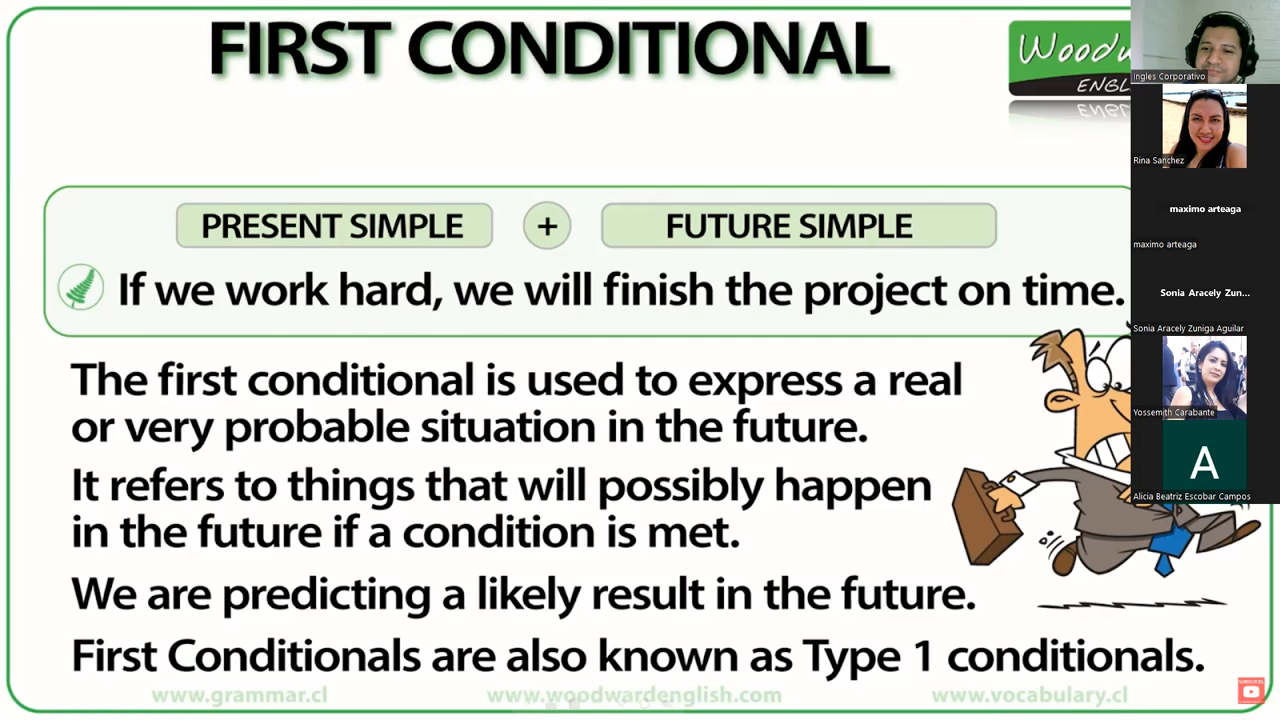 FIRST CONDITIONAL
Woodw
ENGL
PRESENT SIMPLE + FUTURE SIMPLE
If we work hard, we will finish the project on time.
The first conditional is used to express a real
or very probable situation in the future.
It refers to things that will possibly happen
in the future if a condition is met.
We are predicting a likely result in the future.
First Conditionals are also known as Type 1 conditionals.
www.grammar.cl www.woodwardenglish.com www.vocabulary.cl
Ingles Corporativo
Rina Sanchez
maximo arteaga
maximo arteaga
Sonia Aracely Zun...
Sonia Aracely Zuniga Aguilar
Yossemith Carabante
A
Alicia Beatriz Escobar Campos
SUBSCRIBE